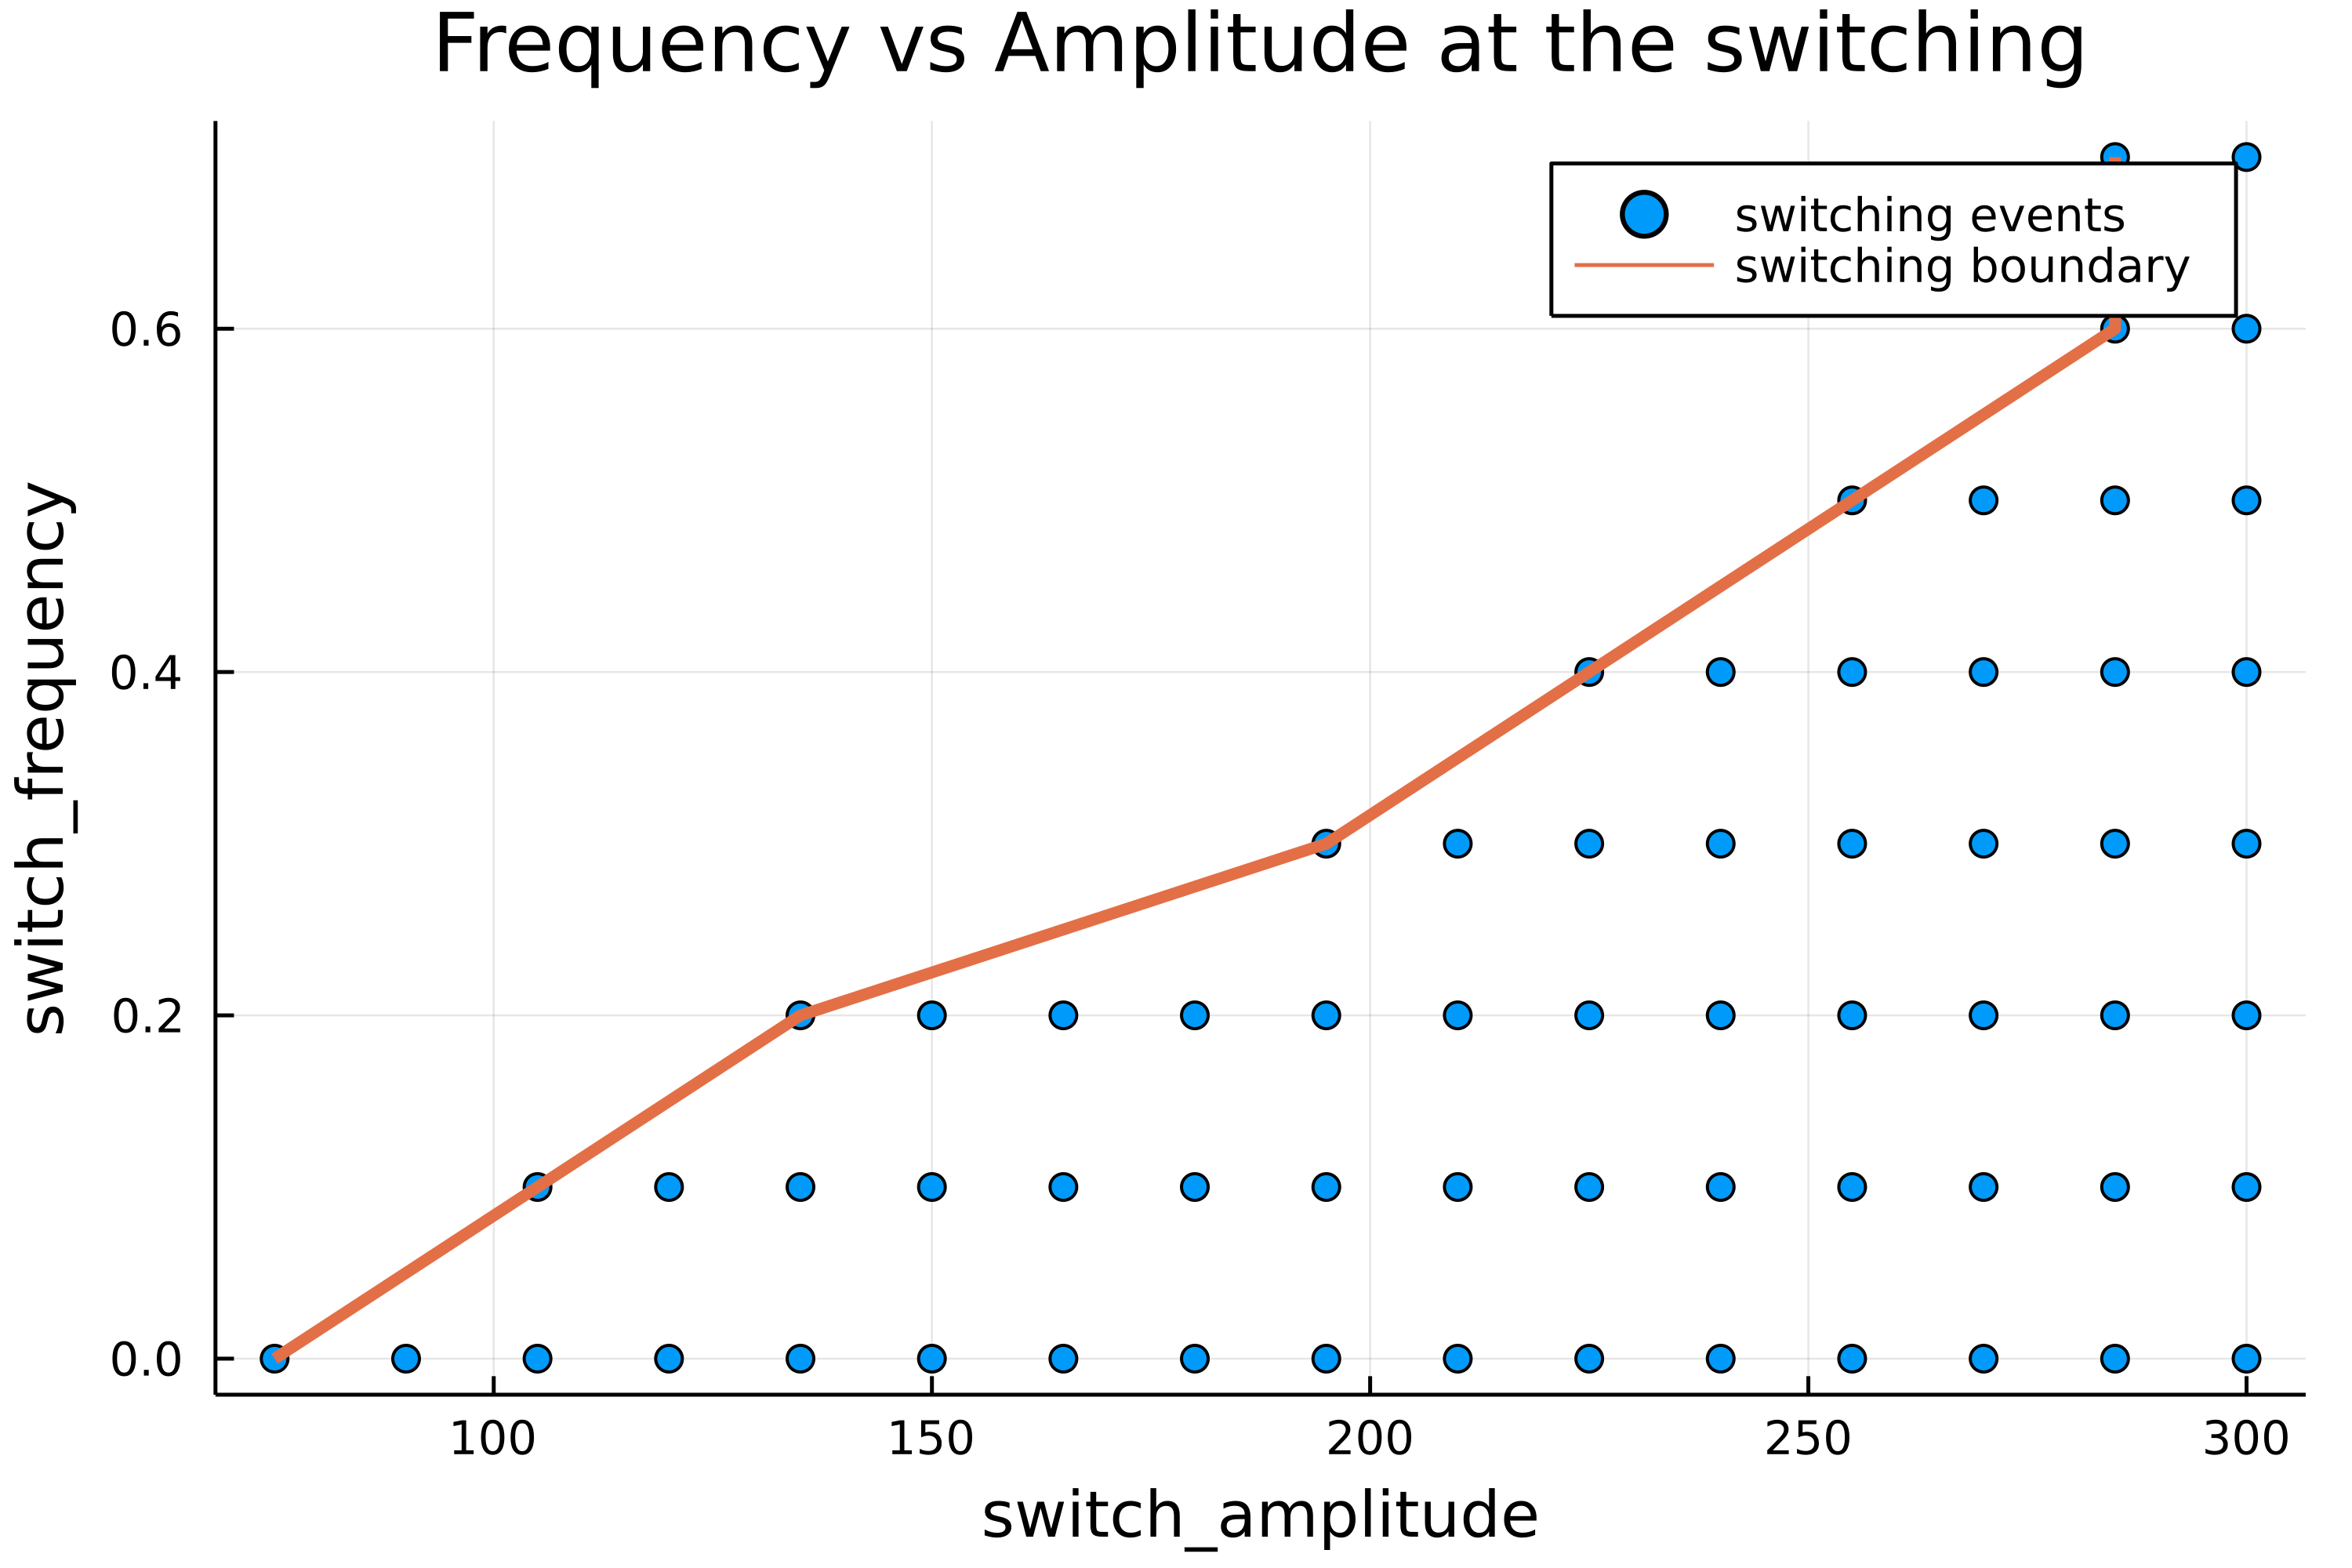 Frequency vs Amplitude at the switching
switching events
switching boundary
switch_frequency
0.6
0.4
0.2
0.0
100 150 200 250 300
switch_amplitude